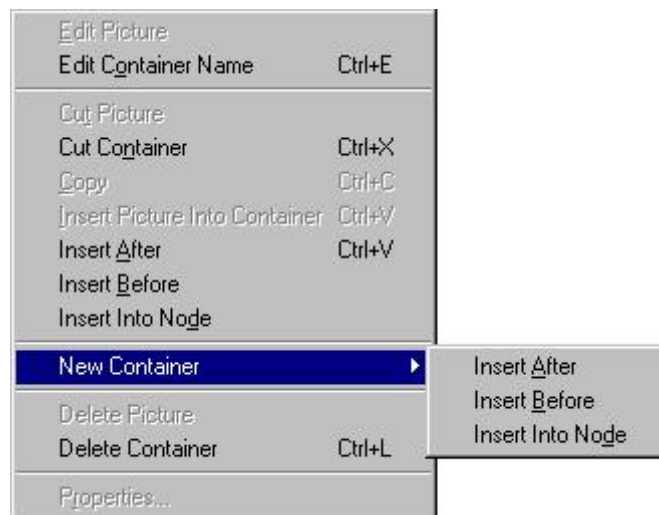 Edit Picture
Edit Container Name Ctrl+E
Cut Picture
Cut Container Ctrl+X
Copy Ctrl+C
Insert Picture Into Container Ctrl+V
Insert After Ctrl+V
Insert Before
Insert Into Node
New Container
Insert After
Insert Before
Insert Into Node
Delete Picture
Delete Container Ctrl+L
Properties...